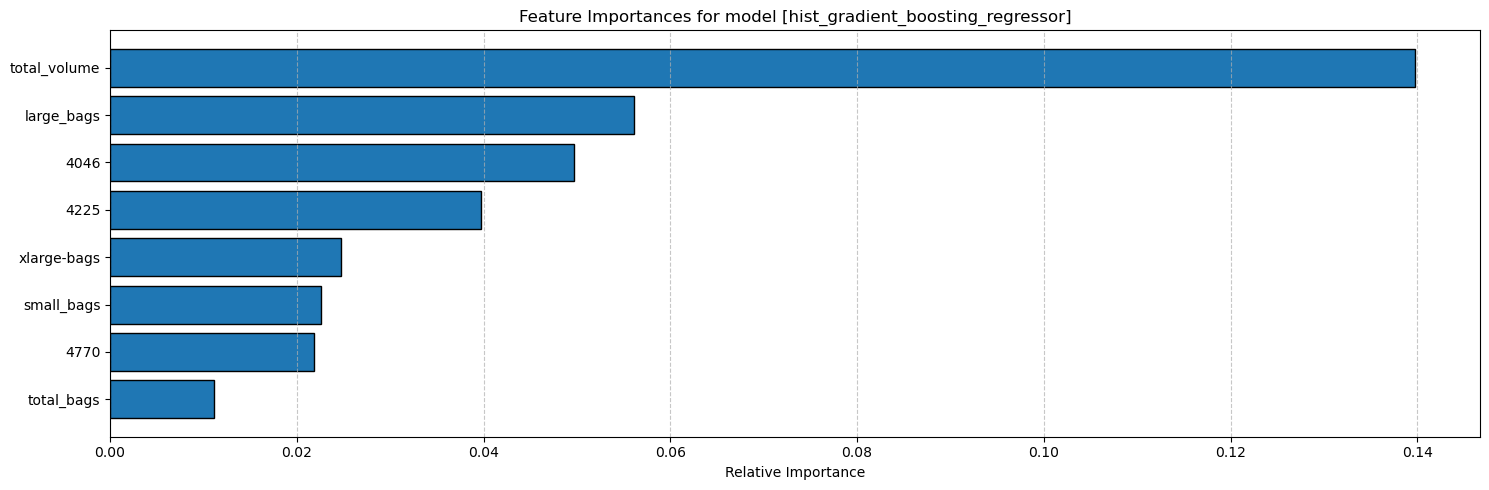 Feature Importances for model [hist_gradient_boosting_regressor]
total_volume
large_bags
4046
4225
xlarge-bags
small_bags
4770
total_bags
0.00 0.02 0.04 0.06 0.08 0.10 0.12 0.14
Relative Importance